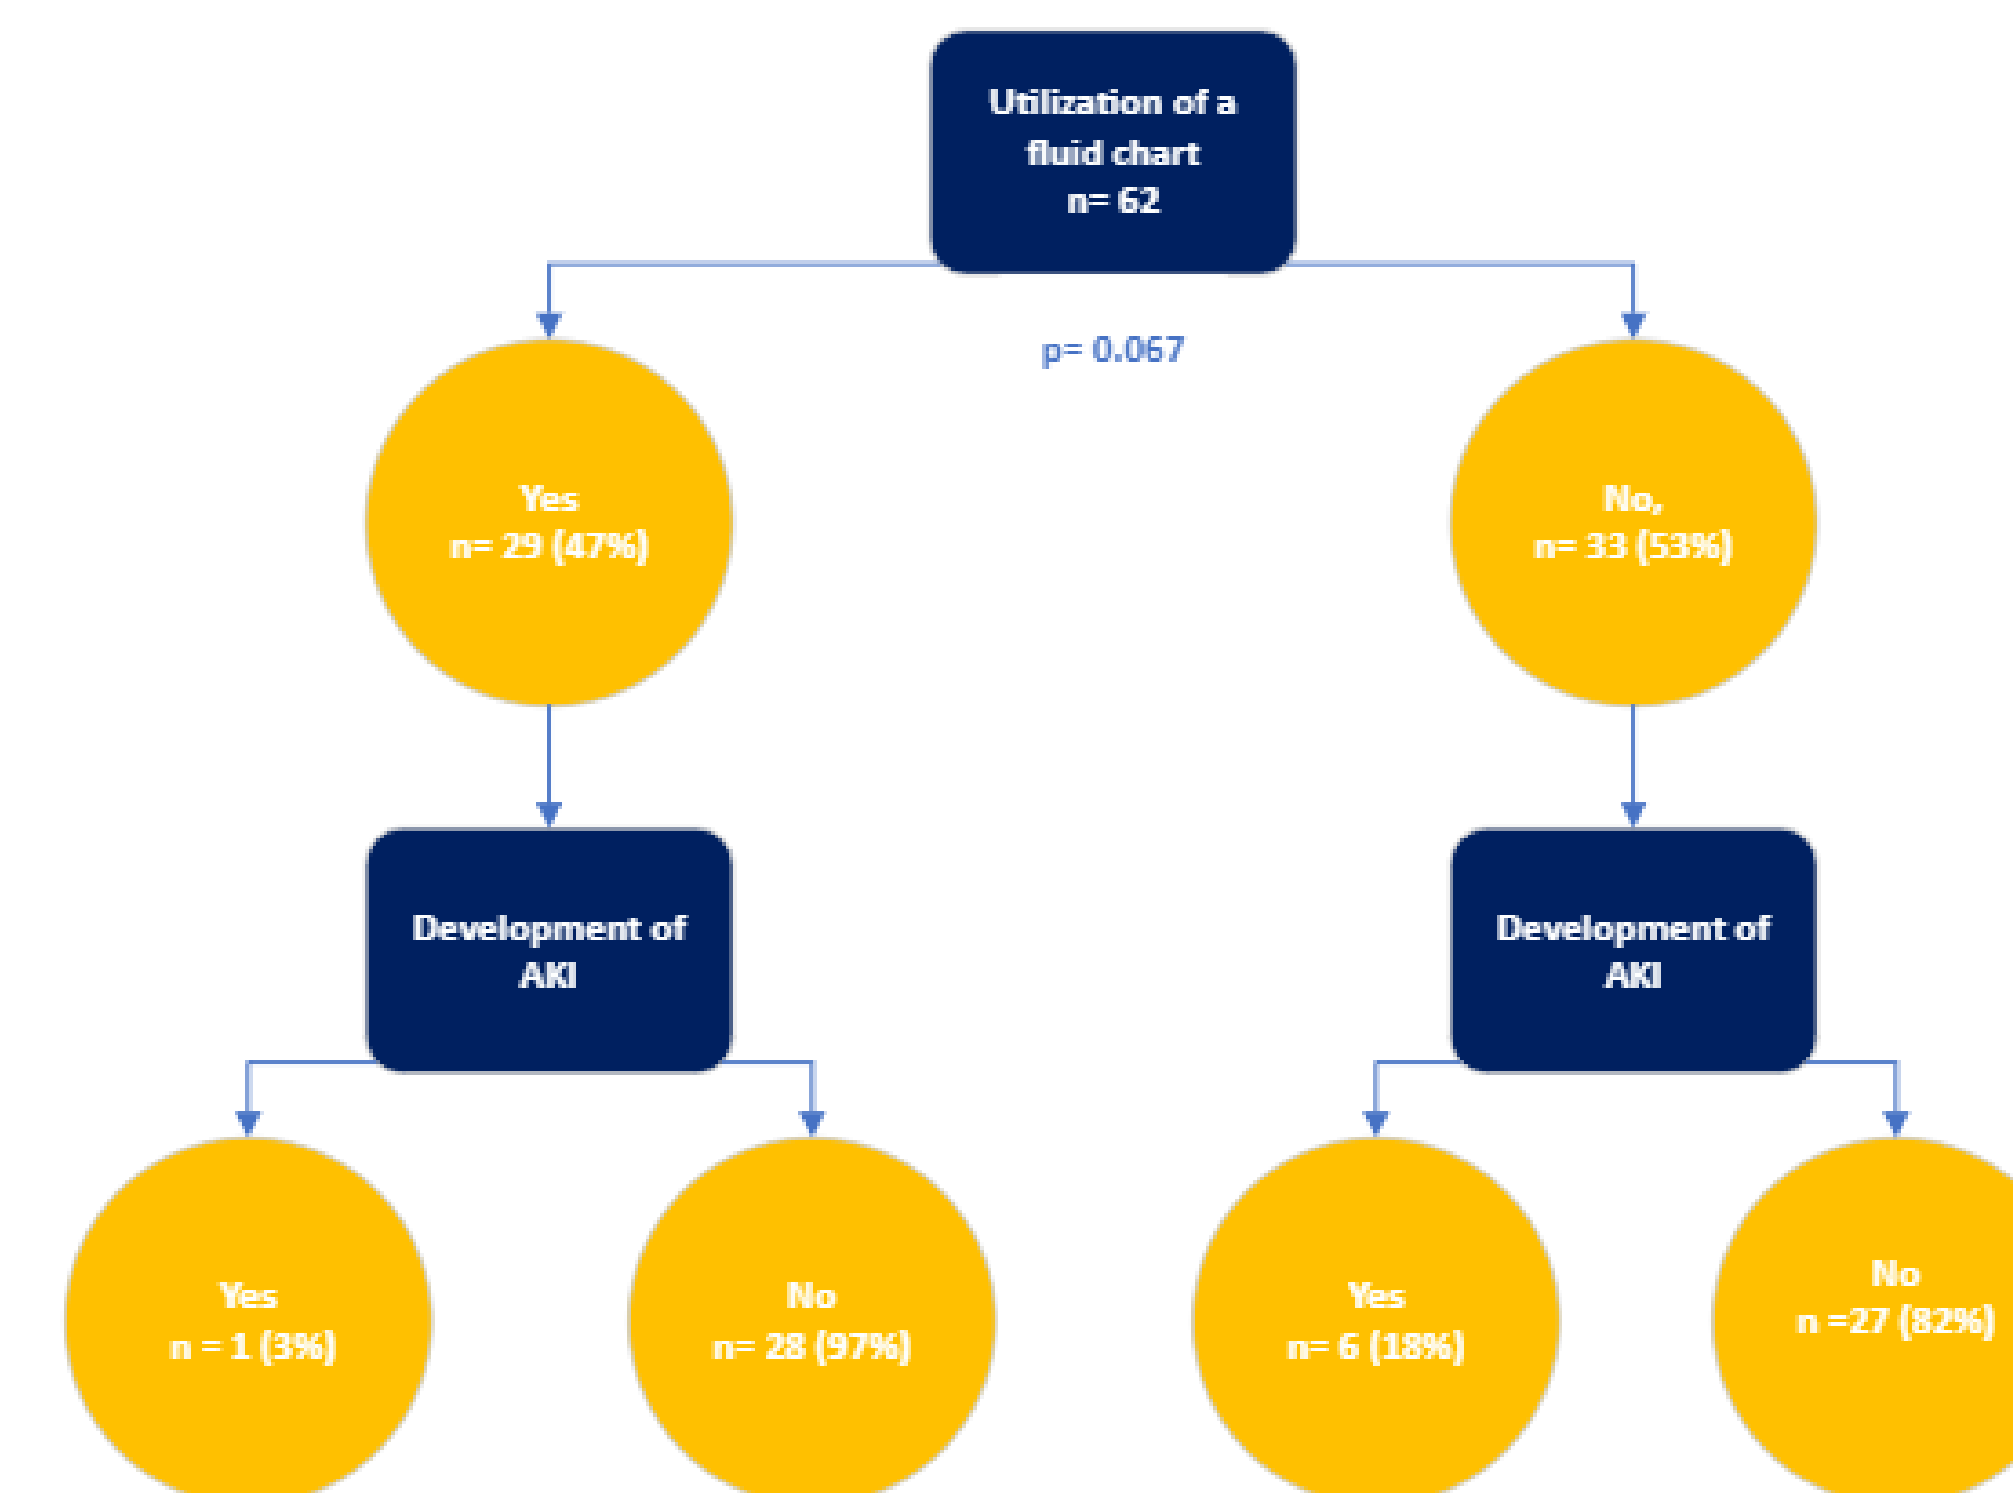 Utilization of a
fluid chart
n= 62
p= 0.067
Yes
n= 29 (47%)
No,
n= 33 (53%)
Development of
AKI
Development of
AKI
Yes
n = 1 (3%)
No
n= 28 (97%)
Yes
n= 6 (18%)
No
n =27 (82%)